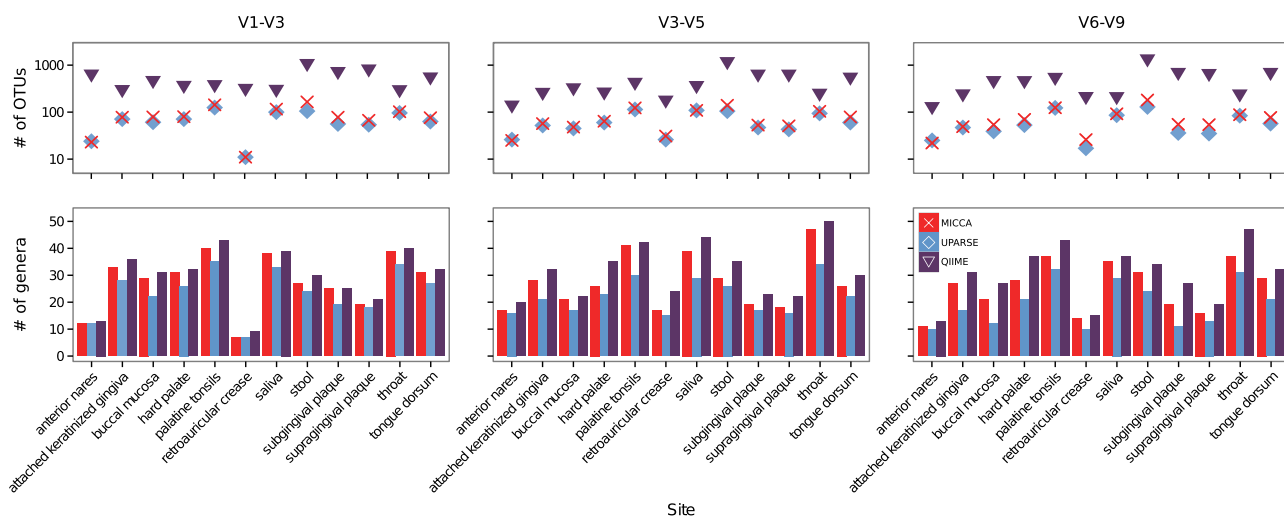 V1-V3
V3-V5
V6-V9
# of OTUs
1000
100
10
# of genera
50
40
30
20
10
0
MICCA
UPARSE
QIIME
anterior nares
attached keratinized gingiva
buccal mucosa
hard palate
palatine tonsils
retroauricular crease
saliva
stool
subgingival plaque
supragingival plaque
throat
tongue dorsum
anterior nares
attached keratinized gingiva
buccal mucosa
hard palate
palatine tonsils
retroauricular crease
saliva
stool
subgingival plaque
supragingival plaque
throat
tongue dorsum
anterior nares
attached keratinized gingiva
buccal mucosa
hard palate
palatine tonsils
retroauricular crease
saliva
stool
subgingival plaque
supragingival plaque
throat
tongue dorsum
Site